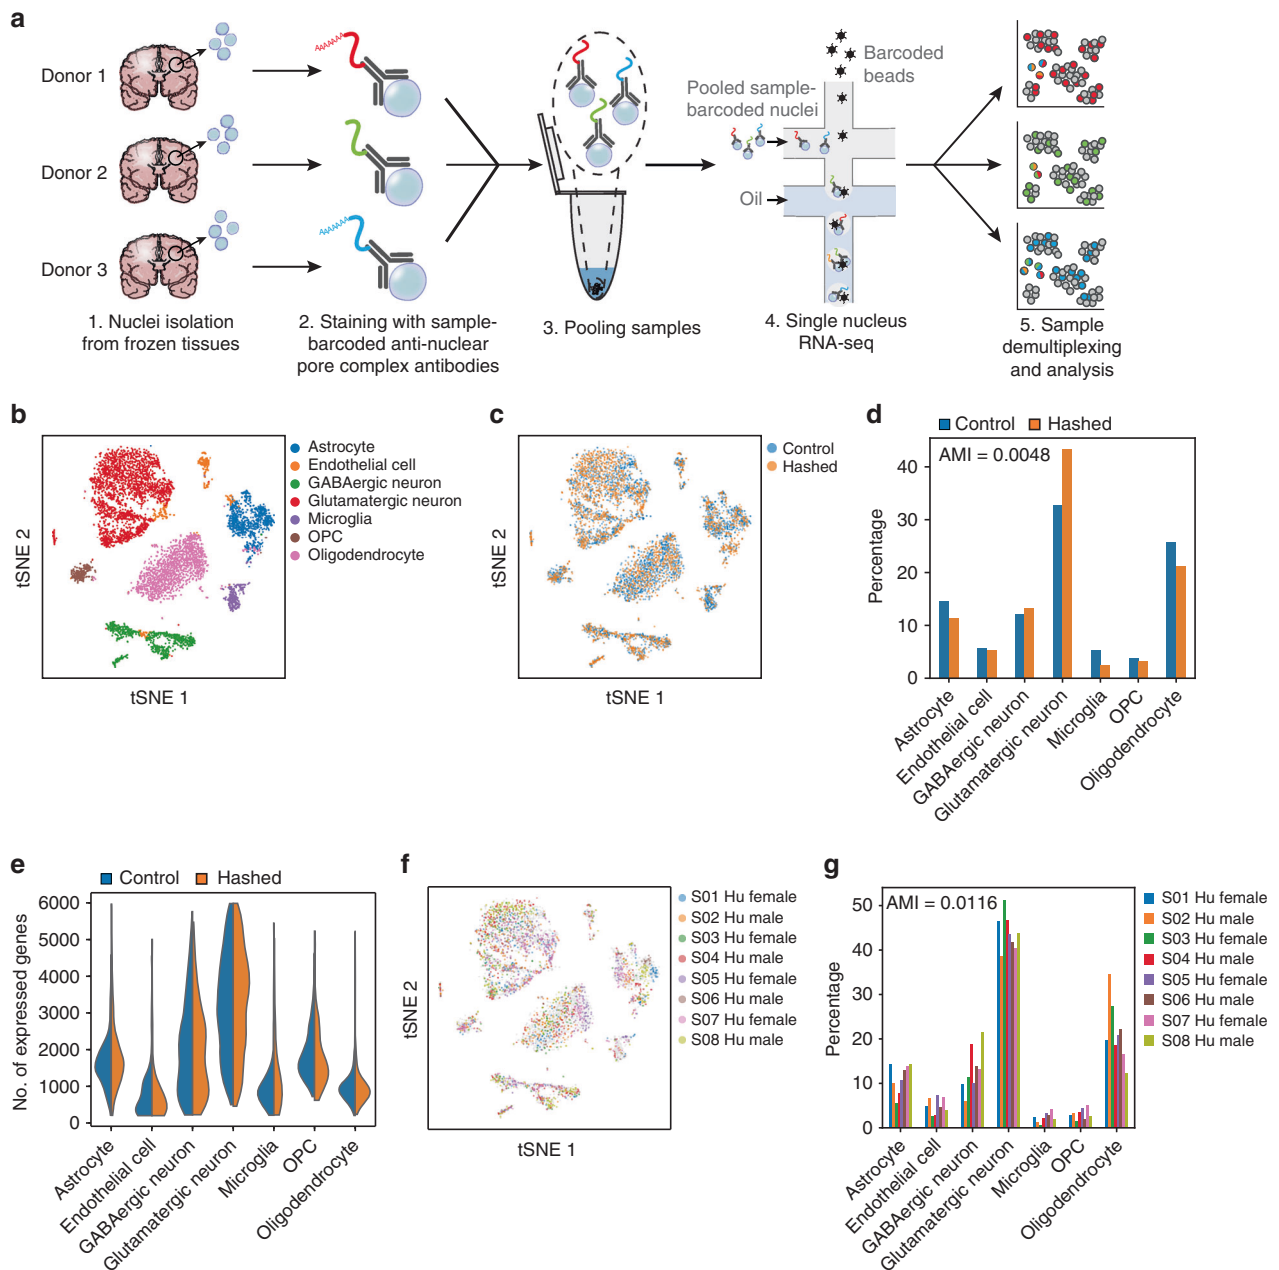 a
Donor 1
Donor 2
Donor 3
AAAAAAA
AAAAAAA
Pooled sample-
barcoded nuclei
Barcoded
beads
Oil
1. Nuclei isolation
from frozen tissues
2. Staining with sample-
barcoded anti-nuclear
pore complex antibodies
3. Pooling samples
4. Single nucleus
RNA-seq
5. Sample
demultiplexing
and analysis
b
tSNE 2
tSNE 1
Astrocyte
Endothelial cell
GABAergic neuron
Glutamatergic neuron
Microglia
OPC
Oligodendrocyte
c
tSNE 2
tSNE 1
Control
Hashed
d
Control
Hashed
AMI = 0.0048
Percentage
40
30
20
10
0
Astrocyte
Endothelial cell
GABAergic neuron
Glutamatergic neuron
Microglia
OPC
Oligodendrocyte
e
Control
Hashed
No. of expressed genes
6000
5000
4000
3000
2000
1000
0
Astrocyte
Endothelial cell
GABAergic neuron
Glutamatergic neuron
Microglia
OPC
Oligodendrocyte
f
tSNE 2
tSNE 1
S01 Hu female
S02 Hu male
S03 Hu female
S04 Hu male
S05 Hu female
S06 Hu male
S07 Hu female
S08 Hu male
g
AMI = 0.0116
Percentage
50
40
30
20
10
0
Astrocyte
Endothelial cell
GABAergic neuron
Glutamatergic neuron
Microglia
OPC
Oligodendrocyte
S01 Hu female
S02 Hu male
S03 Hu female
S04 Hu male
S05 Hu female
S06 Hu male
S07 Hu female
S08 Hu male